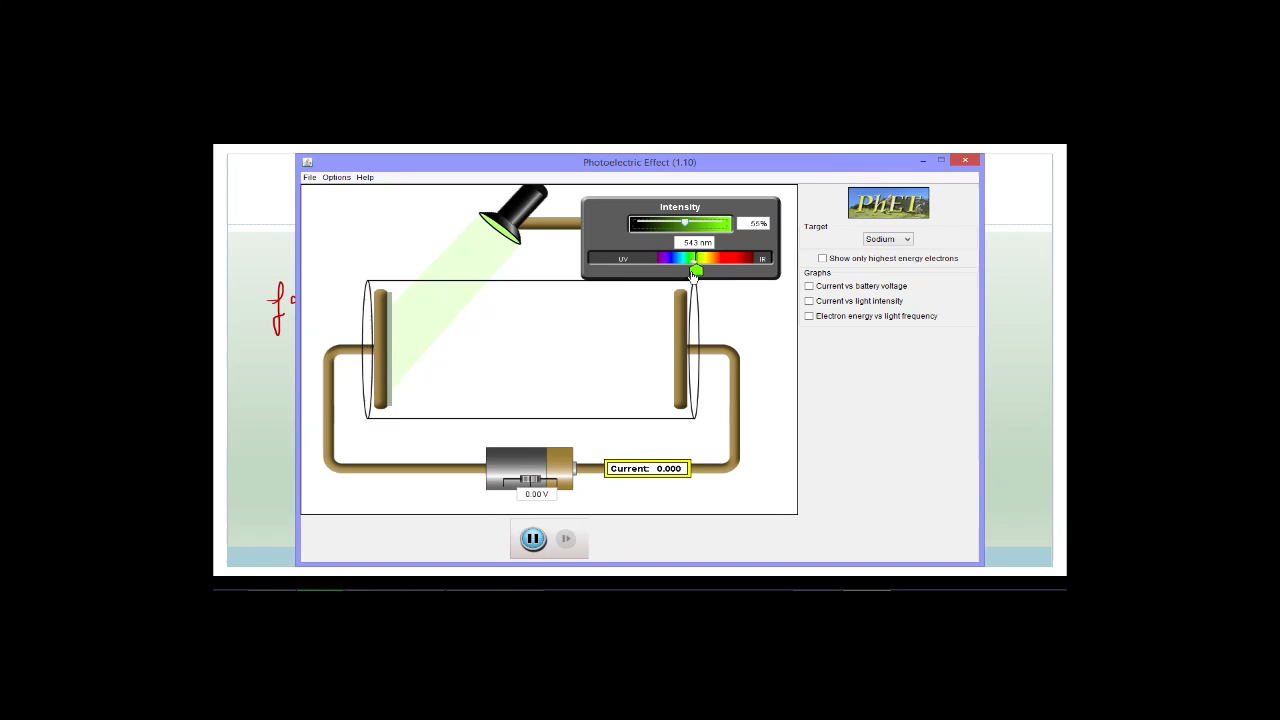 Photoelectric Effect (1.10)
File Options Help
Intensity
55%
543 nm
UV
IR
PhET
Target
Sodium
Show only highest energy electrons
Graphs
Current vs battery voltage
Current vs light intensity
Electron energy vs light frequency
Current: 0.000
0.00 V